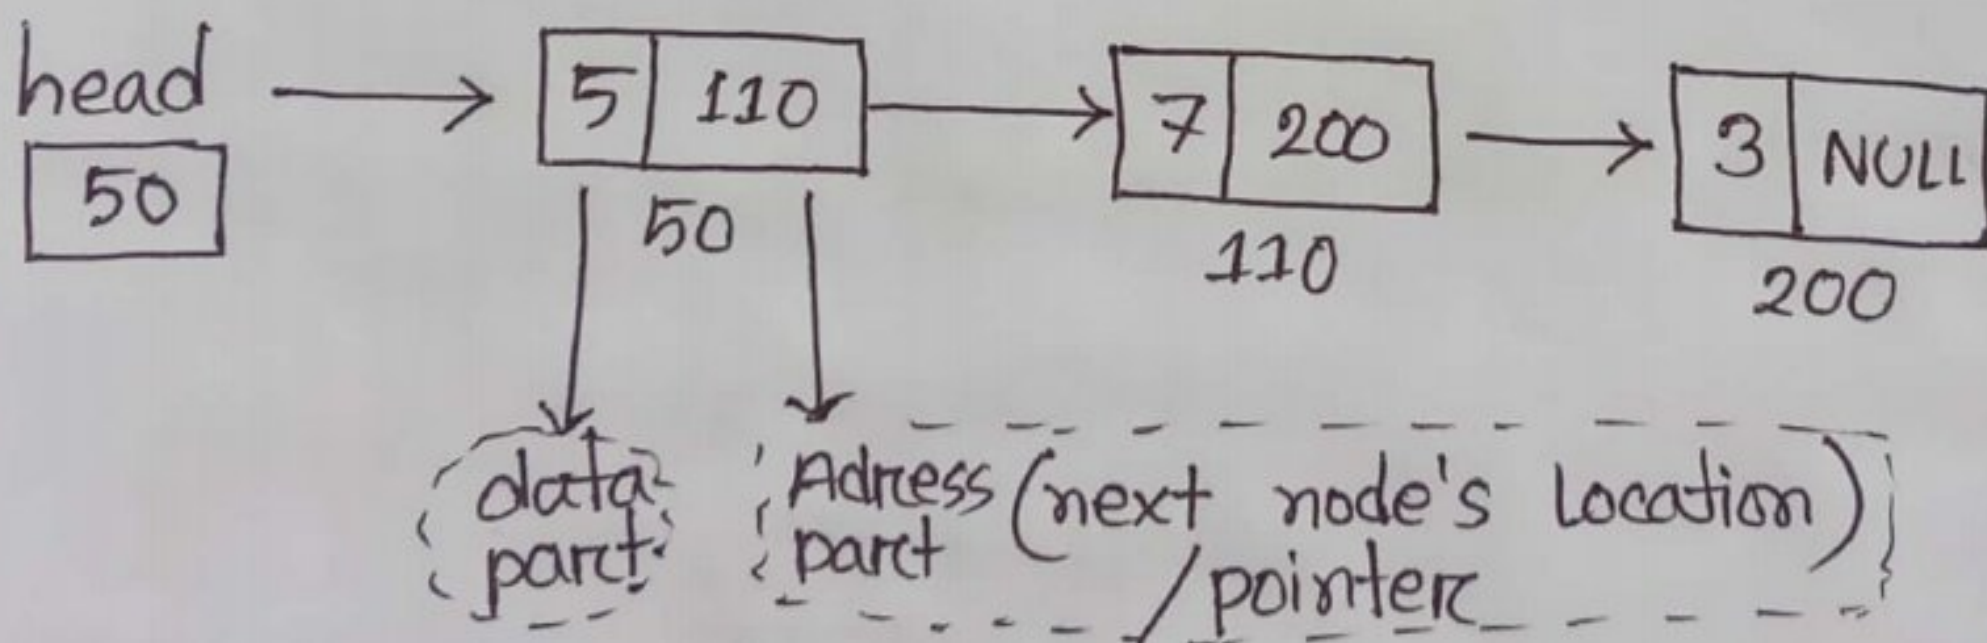 head
50
5 110
50
7 200
110
3 NULL
200
data
part
Adress (next node's location)
part /pointer